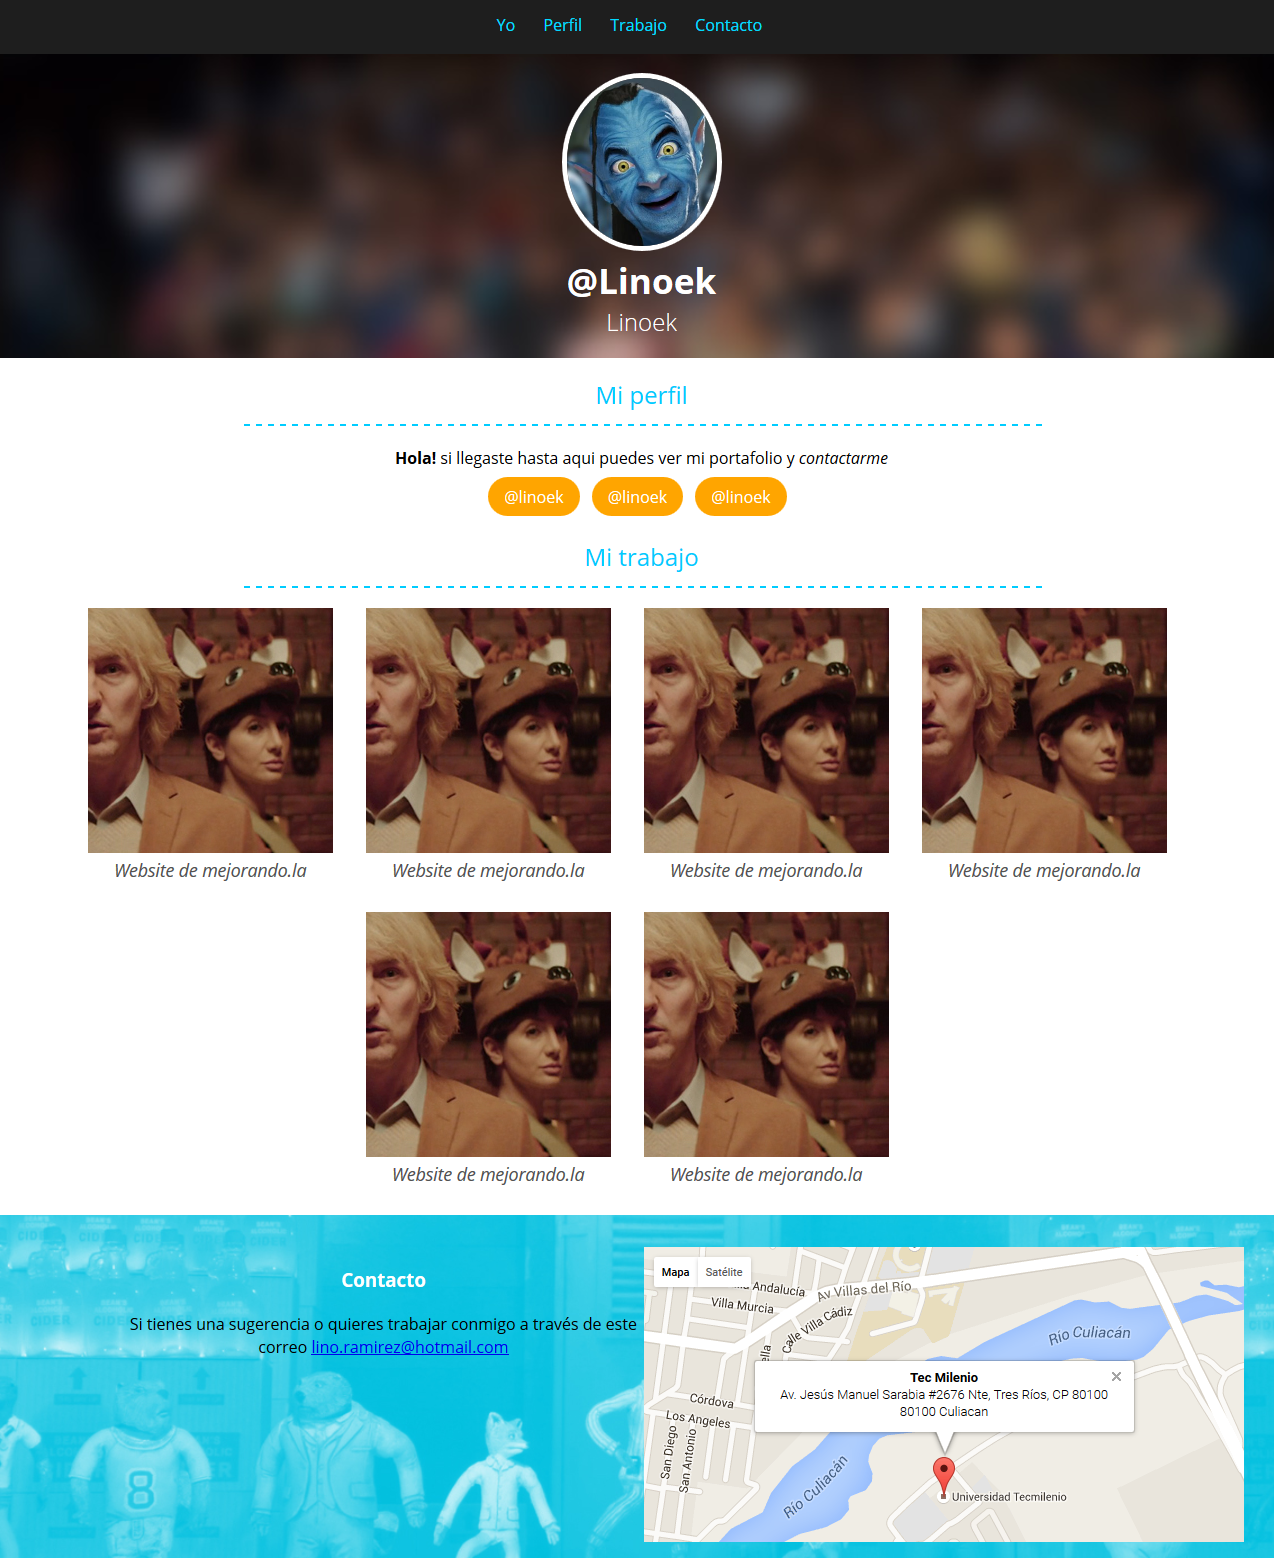 Yo Perfil Trabajo Contacto
@Linoek
Linoek
Mi perfil
Hola! si llegaste hasta aqui puedes ver mi portafolio y contactarme
@linoek @linoek @linoek
Mi trabajo
Website de mejorando.la Website de mejorando.la Website de mejorando.la Website de mejorando.la
Website de mejorando.la Website de mejorando.la
Contacto
Si tienes una sugerencia o quieres trabajar conmigo a través de este
correo lino.ramirez@hotmail.com
8
CIDER
CIDER
Mapa Satélite
Andalucía
Av Villas del Río
Villa Murcia
Calle Villa Cádiz
Río Culiacán
Tec Milenio
Av. Jesús Manuel Sarabia #2676 Nte, Tres Ríos, CP 80100
80100 Culiacan
Córdova
Los Angeles
San Diego
San Antonio
Río Culiacán
Universidad Tecmilenio